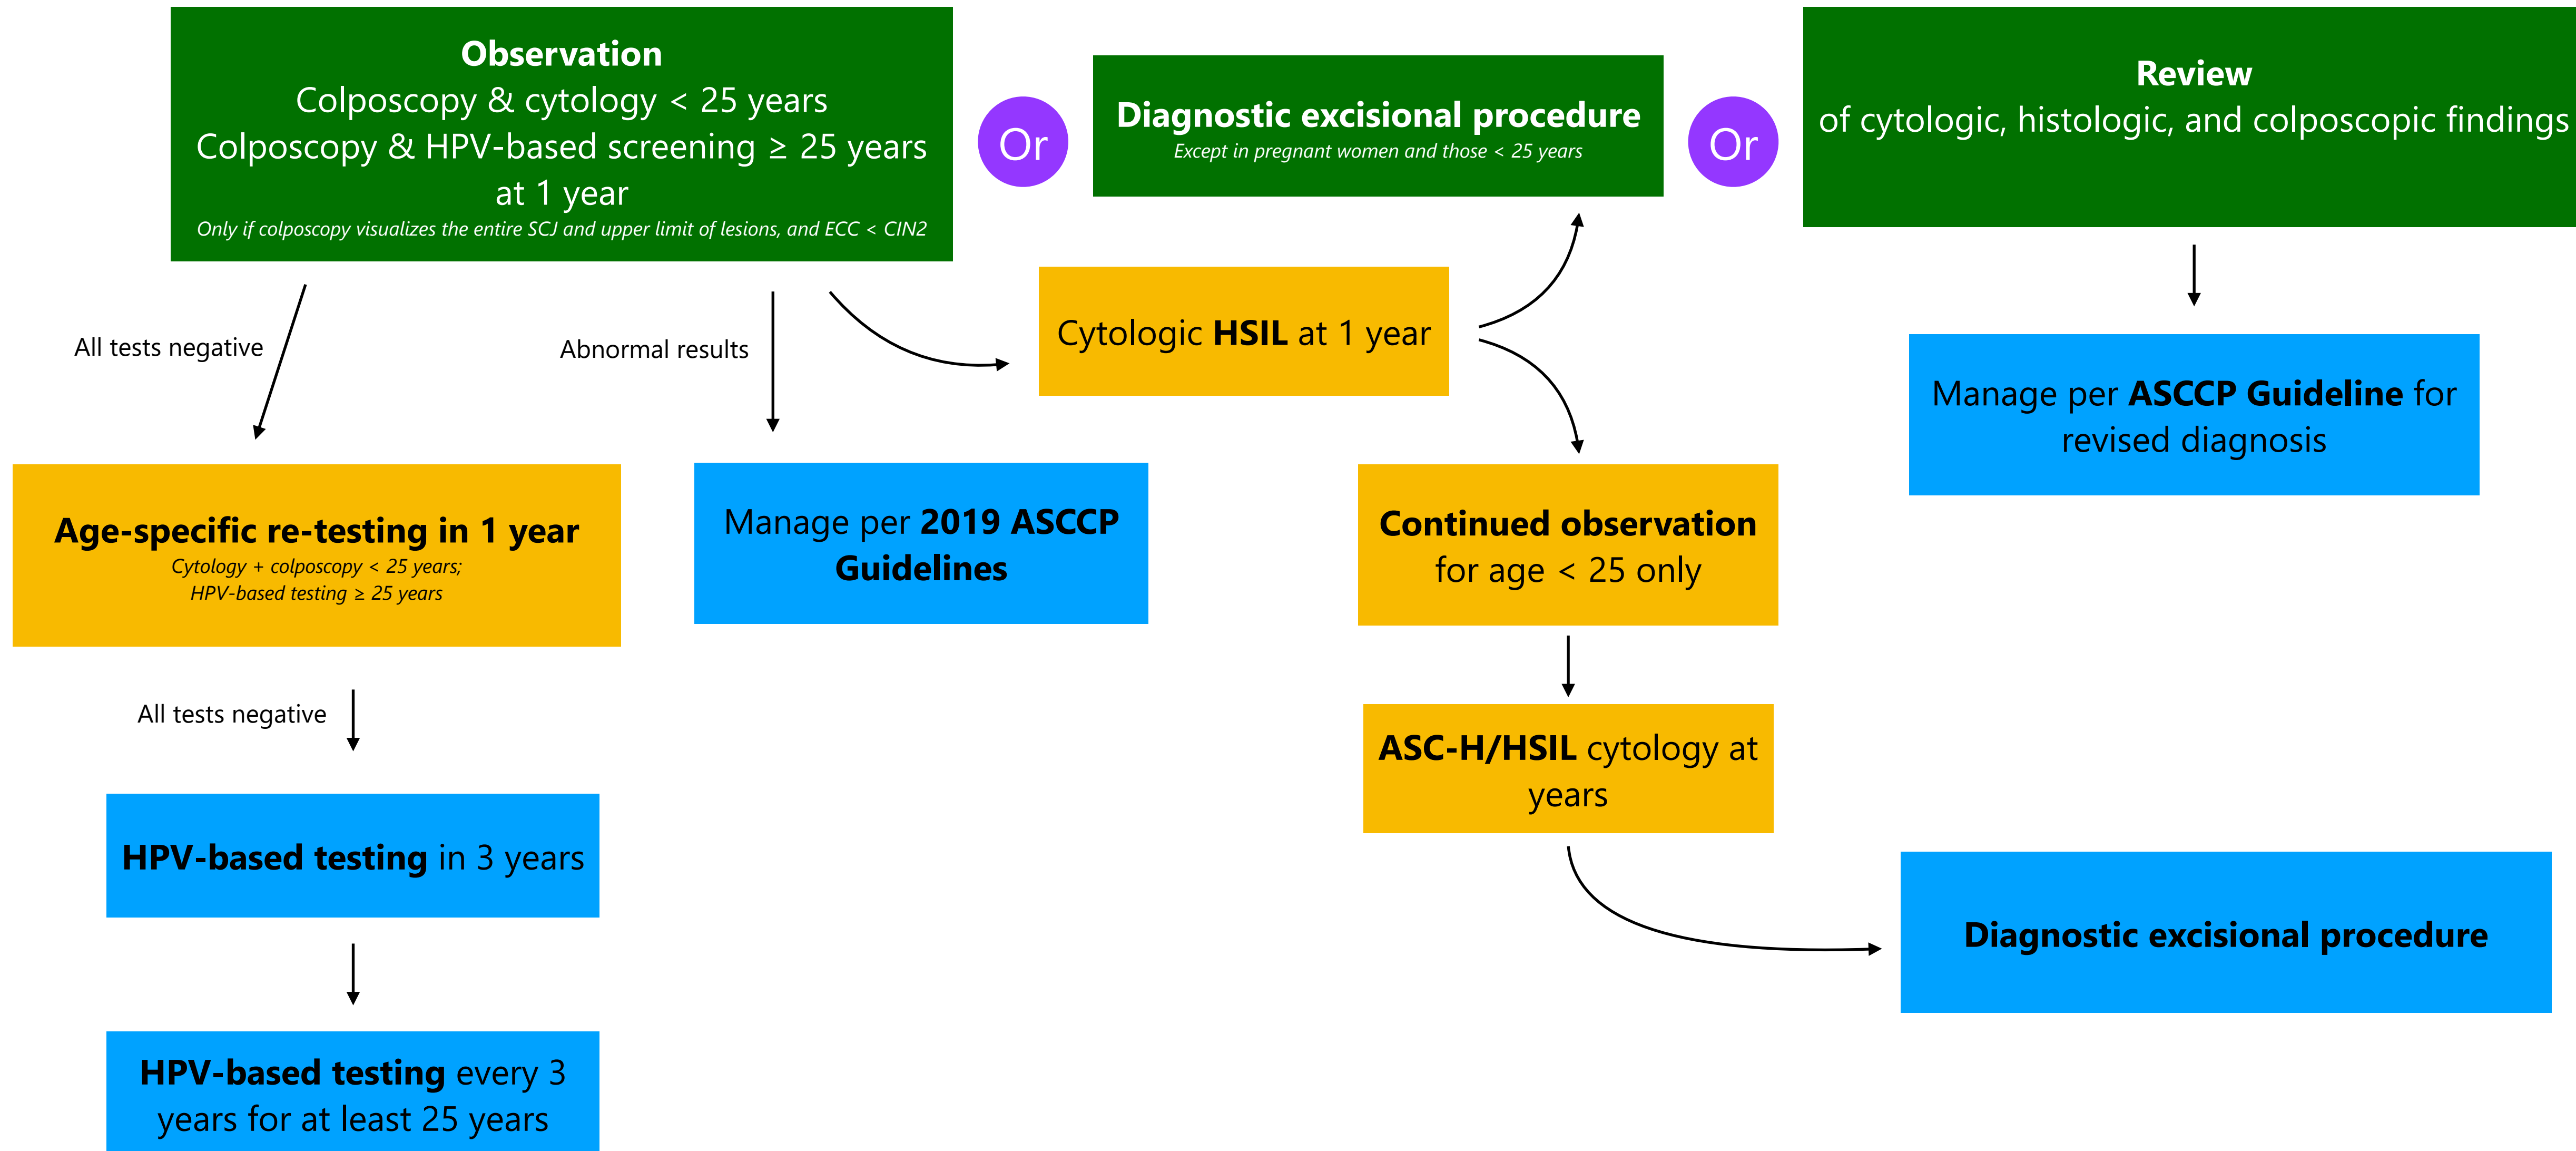 Observation
Colposcopy & cytology < 25 years
Colposcopy & HPV-based screening ≥ 25 years
at 1 year
Only if colposcopy visualizes the entire SCJ and upper limit of lesions, and ECC < CIN2
Or
Diagnostic excisional procedure
Except in pregnant women and those < 25 years
Or
Review
of cytologic, histologic, and colposcopic findings
All tests negative
Abnormal results
Cytologic HSIL at 1 year
Manage per ASCCP Guideline for
revised diagnosis
Age-specific re-testing in 1 year
Cytology + colposcopy < 25 years;
HPV-based testing ≥ 25 years
Manage per 2019 ASCCP
Guidelines
Continued observation
for age < 25 only
All tests negative
ASC-H/HSIL cytology at
years
HPV-based testing in 3 years
Diagnostic excisional procedure
HPV-based testing every 3
years for at least 25 years